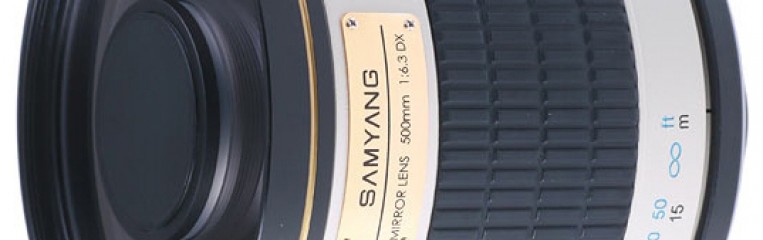 SAMYANG
MIRROR LENS 500mm 1:6.3 DX
ft
m
∞
50
15